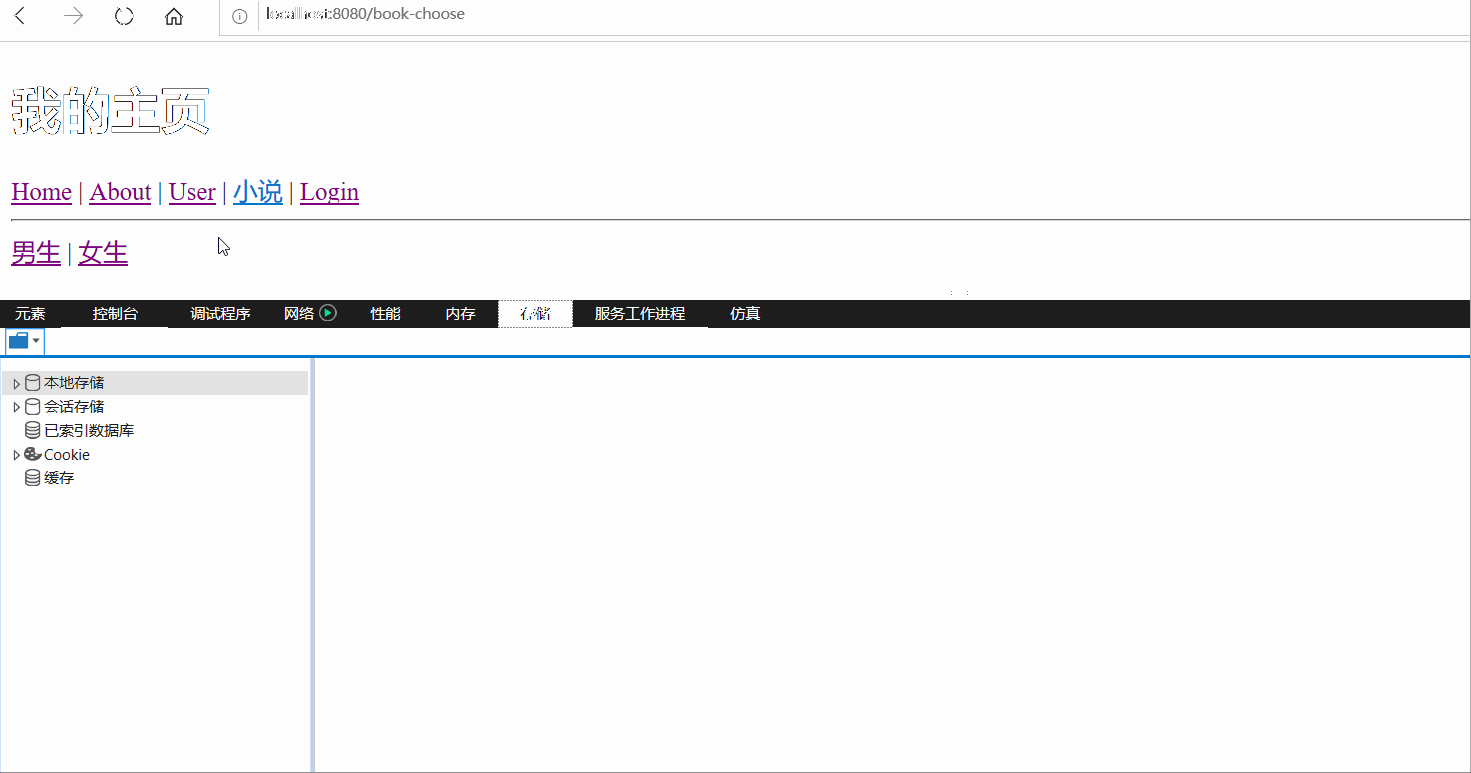 localhost:8080/book-choose
我的主页
Home | About | User | 小说 | Login
男生 | 女生
元素 控制台 调试程序 网络 性能 内存 存储 服务工作进程 仿真
本地存储
会话存储
已索引数据库
Cookie
缓存